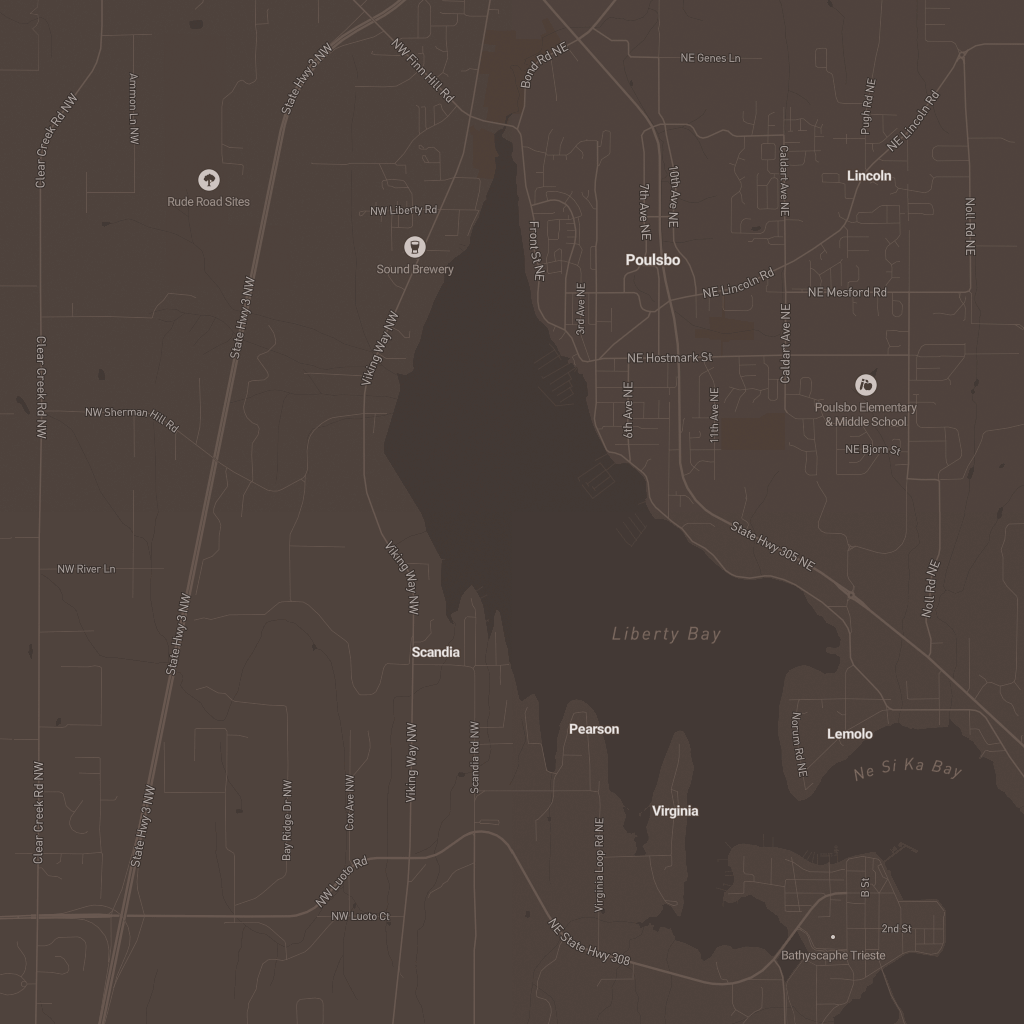 NW Finn Hill Rd
Bond Rd NE
NE Genes Ln
State Hwy 3 NW
Ammon Ln NW
Clear Creek Rd NW
Pugh Rd NE
NE Lincoln Rd
Lincoln
Caldart Ave NE
10th Ave NE
7th Ave NE
Noll Rd NE
Rude Road Sites
NW Liberty Rd
Front St NE
Poulsbo
Sound Brewery
NE Lincoln Rd
NE Mesford Rd
3rd Ave NE
State Hwy 3 NW
Viking Way NW
Caldart Ave NE
NE Hostmark St
Clear Creek Rd NW
6th Ave NE
11th Ave NE
Poulsbo Elementary
& Middle School
NW Sherman Hill Rd
NE Bjorn St
State Hwy 305 NE
NW River Ln
Viking Way NW
Noll Rd NE
State Hwy 3 NW
Liberty Bay
Scandia
Pearson
Norum Rd NE
Lemolo
Viking Way NW
Scandia Rd NW
Ne Si Ka Bay
Clear Creek Rd NW
State Hwy 3 NW
Bay Ridge Dr NW
Cox Ave NW
Virginia
Virginia Loop Rd NE
NW Luoto Rd
B St
NW Luoto Ct
2nd St
NE State Hwy 308
Bathyscaphe Trieste